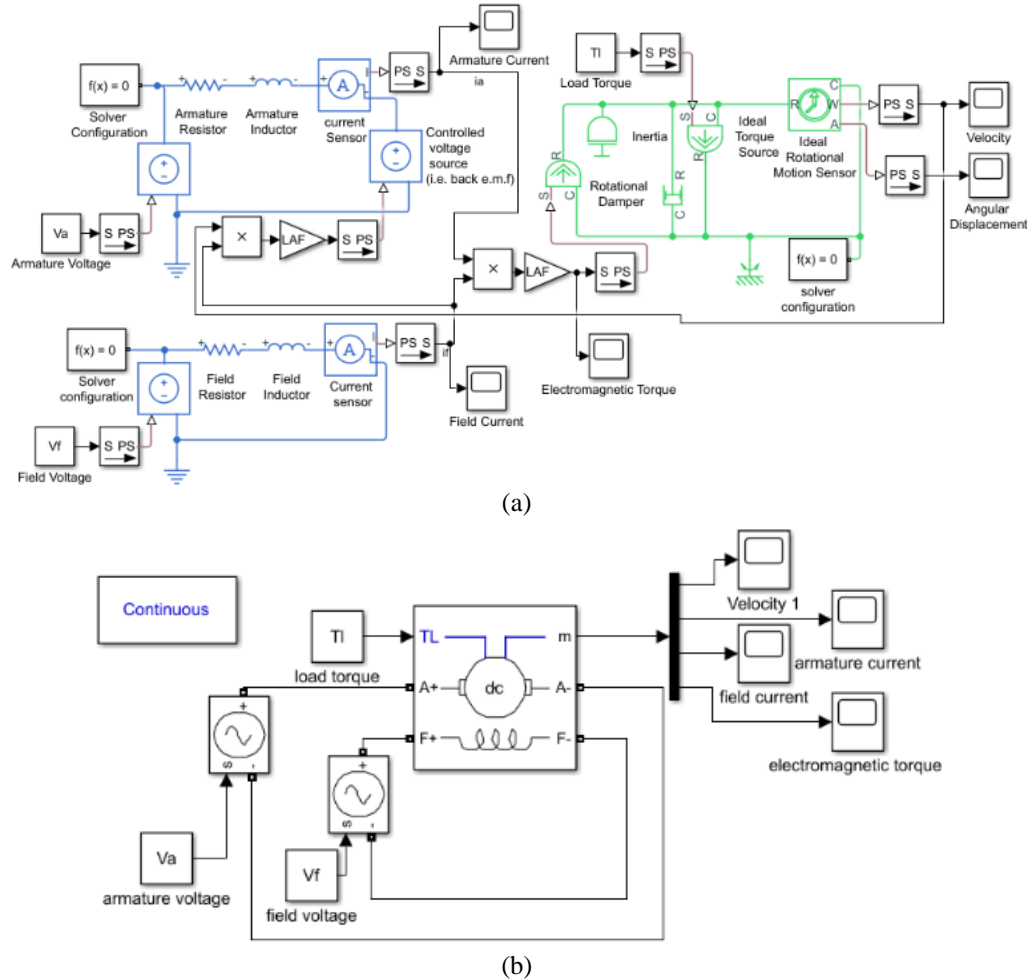 Tl
S PS
Load Torque
PS S
Armature Current
ia
f(x) = 0
Solver
Configuration
Armature
Resistor
Armature
Inductor
A
I
current
Sensor
Controlled
voltage
source
(i.e. back e.m.f)
Va
S PS
Armature Voltage
×
LAF
S PS
R
S
C
Rotational
Damper
Inertia
R
C
S
C
R
Ideal
Torque
Source
R
C
W
A
Ideal
Rotational
Motion Sensor
PS S
Velocity
PS S
Angular
Displacement
f(x) = 0
solver
configuration
×
LAF
S PS
Electromagnetic Torque
f(x) = 0
Solver
configuration
Field
Resistor
Field
Inductor
A
I
Current
sensor
PS S
if
Field Current
Vf
S PS
Field Voltage
(a)
Continuous
Tl
load torque
TL
m
A+
dc
A-
F+
F-
Velocity 1
armature current
field current
electromagnetic torque
s
s
Va
armature voltage
Vf
field voltage
(b)